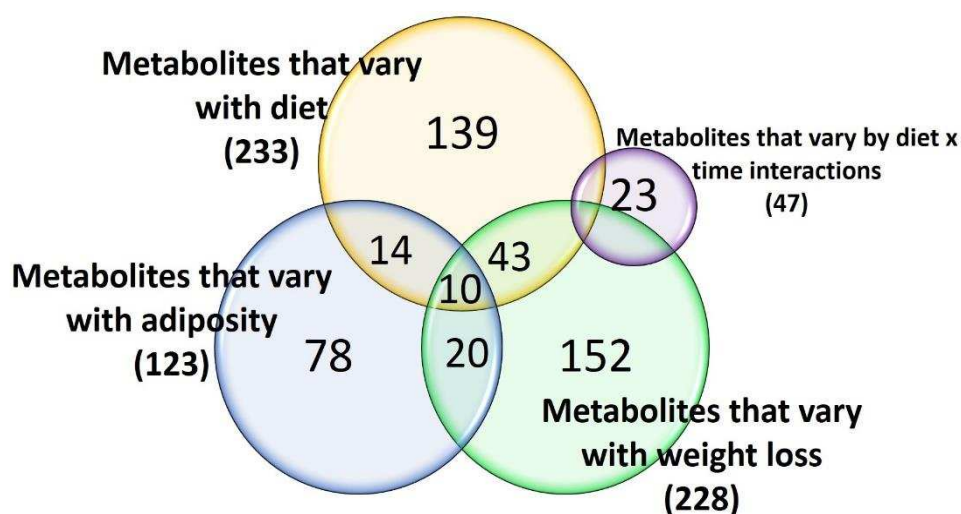 Metabolites that vary
with diet
(233)
139
Metabolites that vary by diet x
time interactions
(47)
23
14
43
10
Metabolites that vary
with adiposity
(123)
78
20
152
Metabolites that vary
with weight loss
(228)